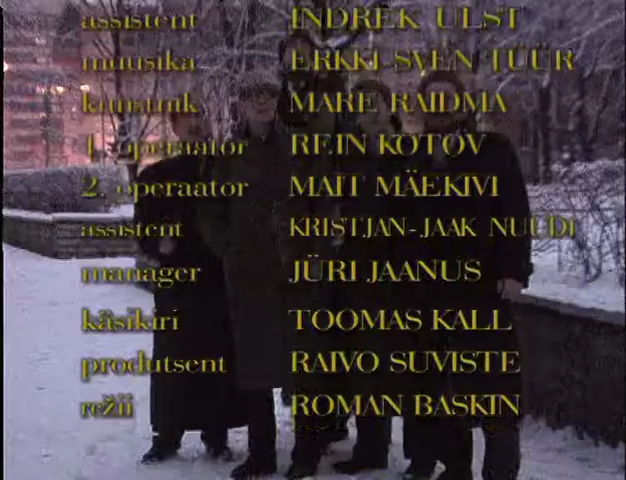 assistent INDREK ULST
muusika ERKKI-SVEN TÜÜR
kunstnik MARE RAIDMA
1. operaator REIN KOTOV
2. operaator MAIT MÄEKIVI
assistent KRISTJAN-JAAK NUUDI
mänager JÜRI JAANUS
käsikiri TOOMAS KALL
produtsent RAIVO SUVISTE
režii ROMAN BASKIN